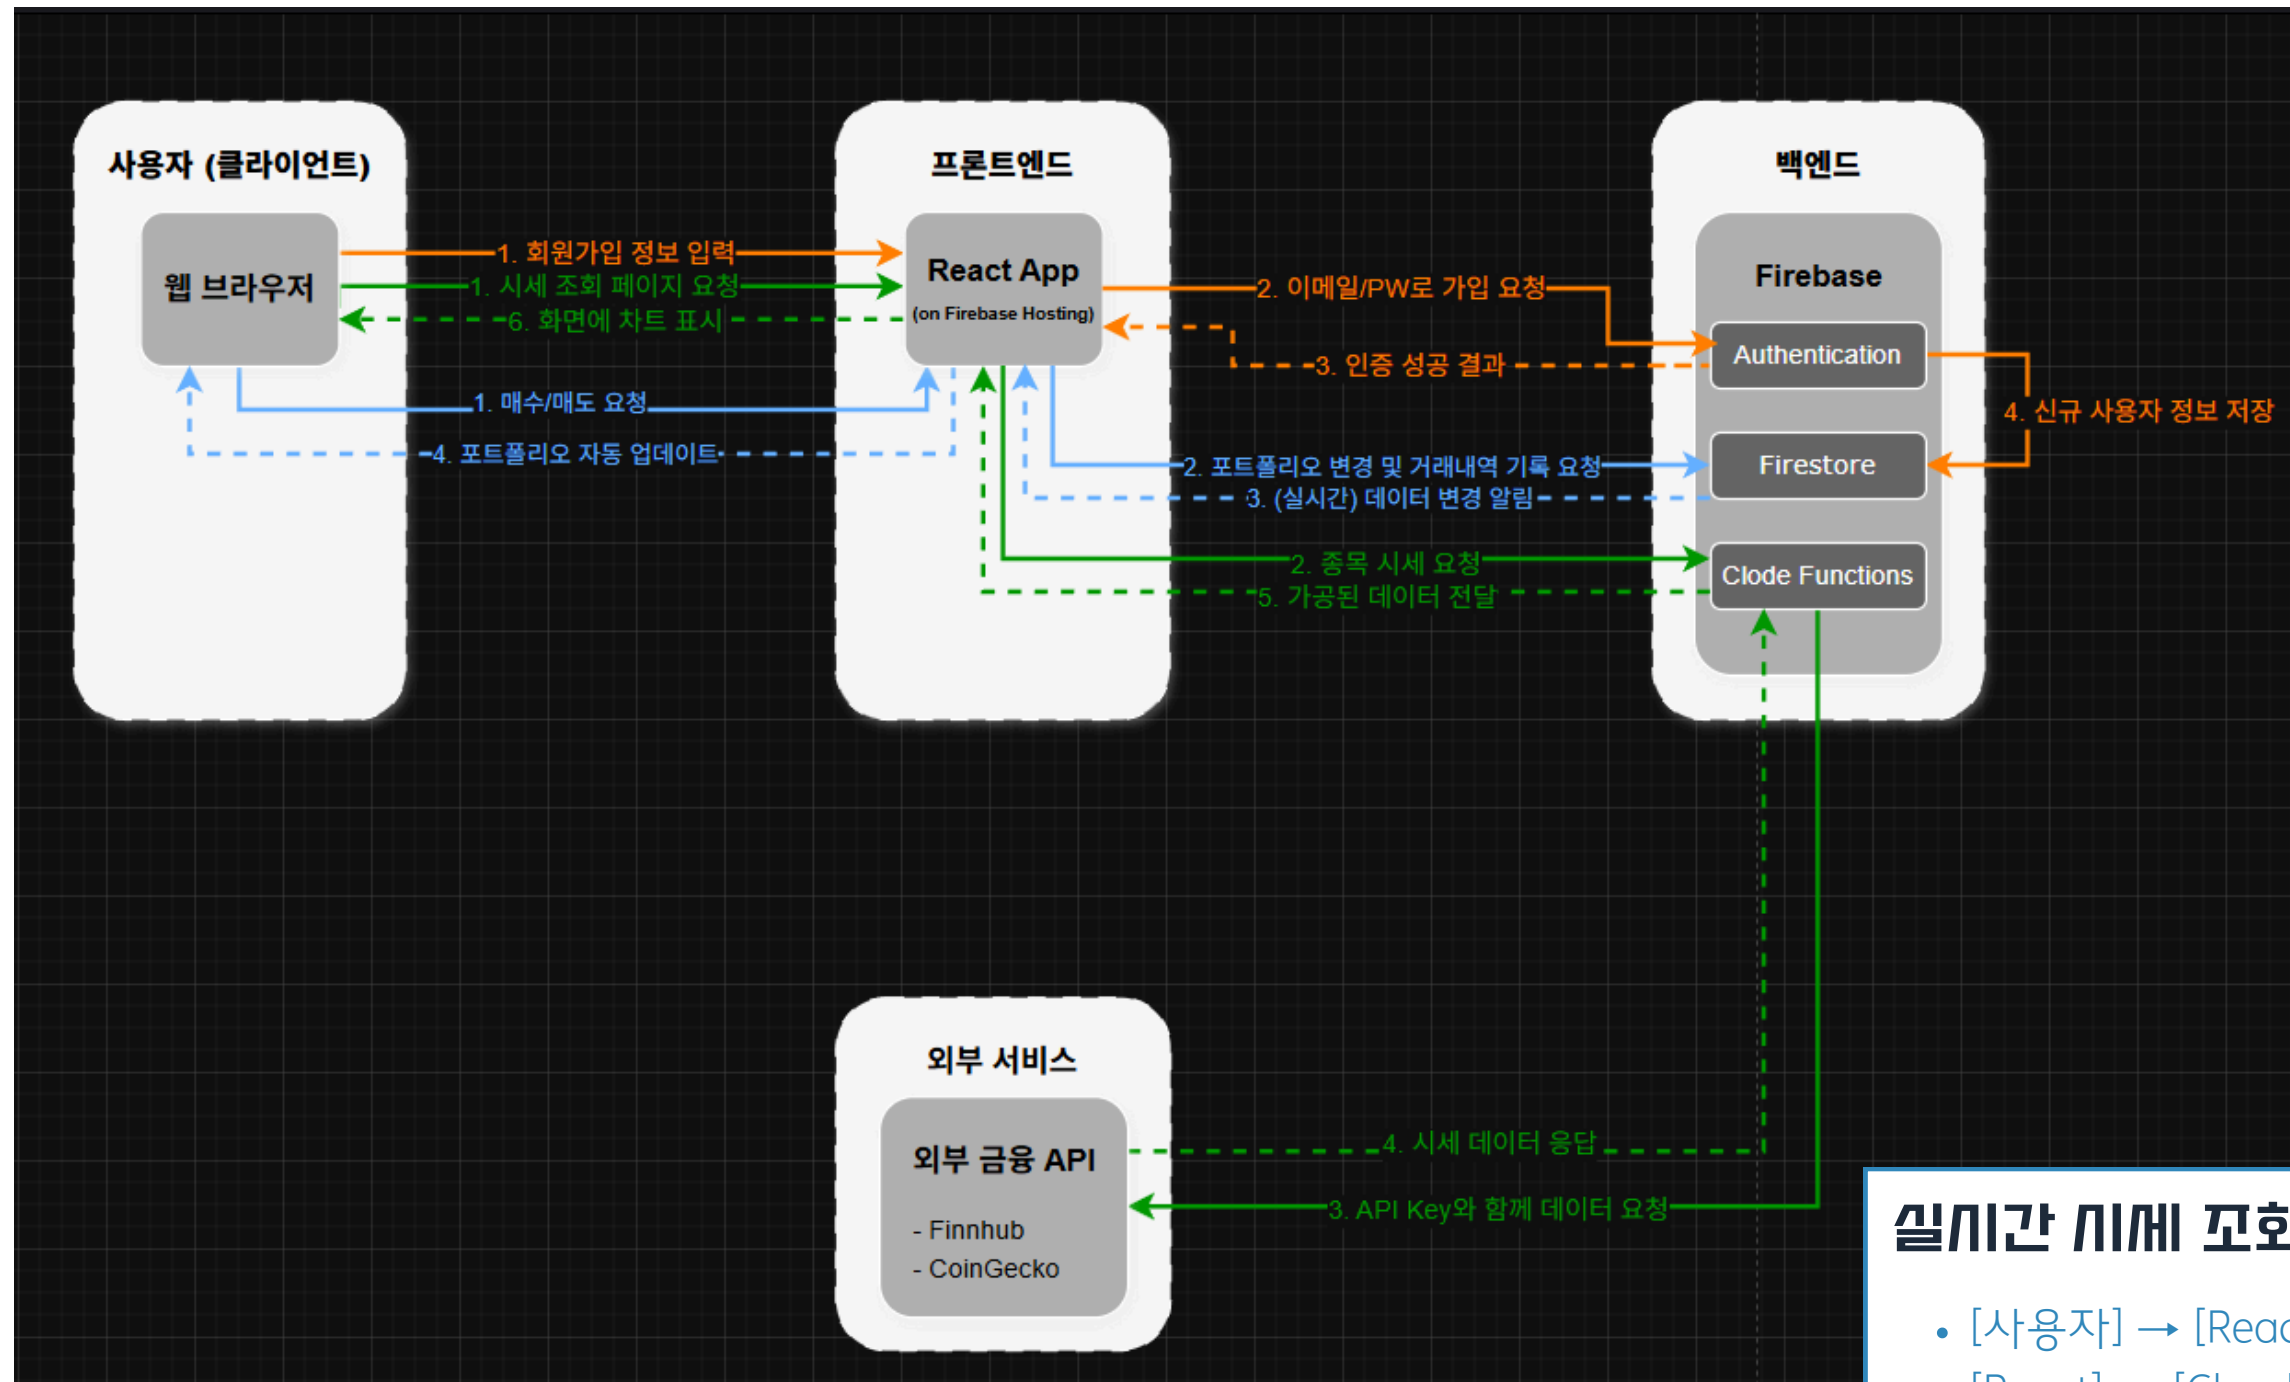 사용자 (클라이언트)
웹 브라우저
프론트엔드
React App
(on Firebase Hosting)
백엔드
Firebase
Authentication
Firestore
Clode Functions
1. 회원가입 정보 입력
1. 시세 조회 페이지 요청
6. 화면에 차트 표시
1. 매수/매도 요청
4. 포트폴리오 자동 업데이트
2. 이메일/PW로 가입 요청
3. 인증 성공 결과
4. 신규 사용자 정보 저장
2. 포트폴리오 변경 및 거래내역 기록 요청
3. (실시간) 데이터 변경 알림
2. 종목 시세 요청
5. 가공된 데이터 전달
외부 서비스
외부 금융 API
- Finnhub
- CoinGecko
4. 시세 데이터 응답
3. API Key와 함께 데이터 요청
실시간 시세 조회
• [사용자] → [Reac